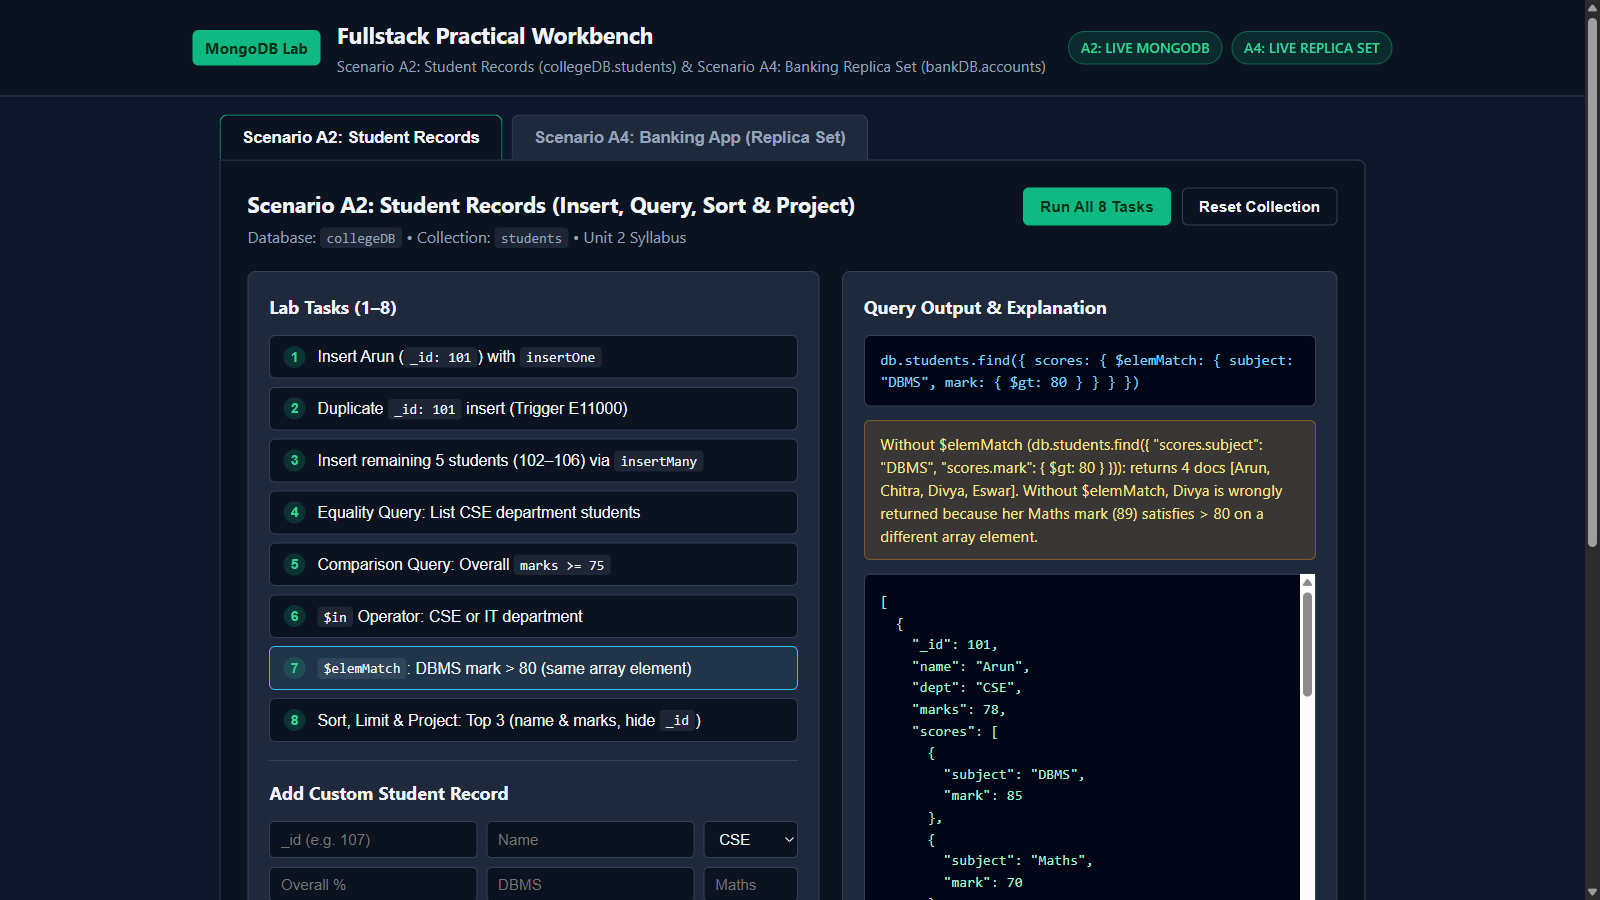 MongoDB Lab
Fullstack Practical Workbench
Scenario A2: Student Records (collegeDB.students) & Scenario A4: Banking Replica Set (bankDB.accounts)
A2: LIVE MONGODB
A4: LIVE REPLICA SET
Scenario A2: Student Records
Scenario A4: Banking App (Replica Set)
Scenario A2: Student Records (Insert, Query, Sort & Project)
Database: collegeDB • Collection: students • Unit 2 Syllabus
Run All 8 Tasks
Reset Collection
Lab Tasks (1–8)
1 Insert Arun ( _id: 101 ) with insertOne
2 Duplicate _id: 101 insert (Trigger E11000)
3 Insert remaining 5 students (102–106) via insertMany
4 Equality Query: List CSE department students
5 Comparison Query: Overall marks >= 75
6 $in Operator: CSE or IT department
7 $elemMatch : DBMS mark > 80 (same array element)
8 Sort, Limit & Project: Top 3 (name & marks, hide _id )
Add Custom Student Record
_id (e.g. 107)
Name
CSE
Overall %
DBMS
Maths
Query Output & Explanation
db.students.find({ scores: { $elemMatch: { subject:
"DBMS", mark: { $gt: 80 } } } })
Without $elemMatch (db.students.find({ "scores.subject":
"DBMS", "scores.mark": { $gt: 80 } })): returns 4 docs [Arun,
Chitra, Divya, Eswar]. Without $elemMatch, Divya is wrongly
returned because her Maths mark (89) satisfies > 80 on a
different array element.
[
{
"_id": 101,
"name": "Arun",
"dept": "CSE",
"marks": 78,
"scores": [
{
"subject": "DBMS",
"mark": 85
},
{
"subject": "Maths",
"mark": 70